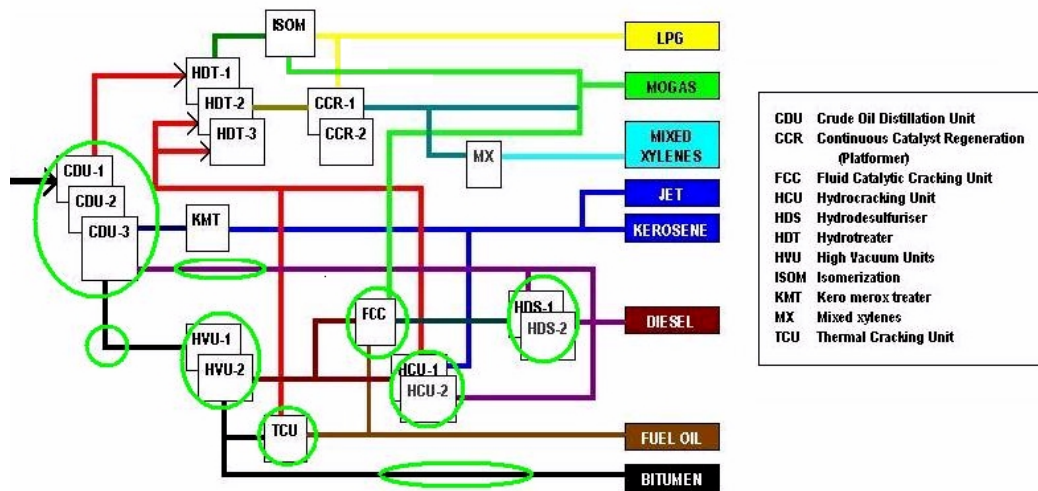 ISOM
LPG
HDT-1
MOGAS
HDT-2
CCR-1
HDT-3
CCR-2
MIXED
XYLENES
MX
CDU-1
CDU-2
JET
CDU-3
KMT
KEROSENE
HDS-1
FCC
HDS-2
DIESEL
HVU-1
HVU-2
HCU-1
HCU-2
TCU
FUEL OIL
BITUMEN
CDU Crude Oil Distillation Unit
CCR Continuous Catalyst Regeneration
(Platformer)
FCC Fluid Catalytic Cracking Unit
HCU Hydrocracking Unit
HDS Hydrodesulfuriser
HDT Hydrotreater
HVU High Vacuum Units
ISOM Isomerization
KMT Kero merox treater
MX Mixed xylenes
TCU Thermal Cracking Unit